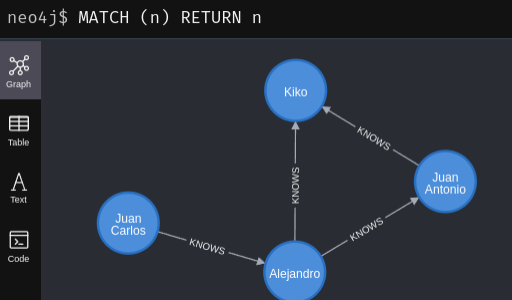 neo4j$ MATCH (n) RETURN n
Graph
Table
Text
Code
Kiko
KNOWS
KNOWS
Juan
Antonio
Juan
Carlos
KNOWS
KNOWS
Alejandro